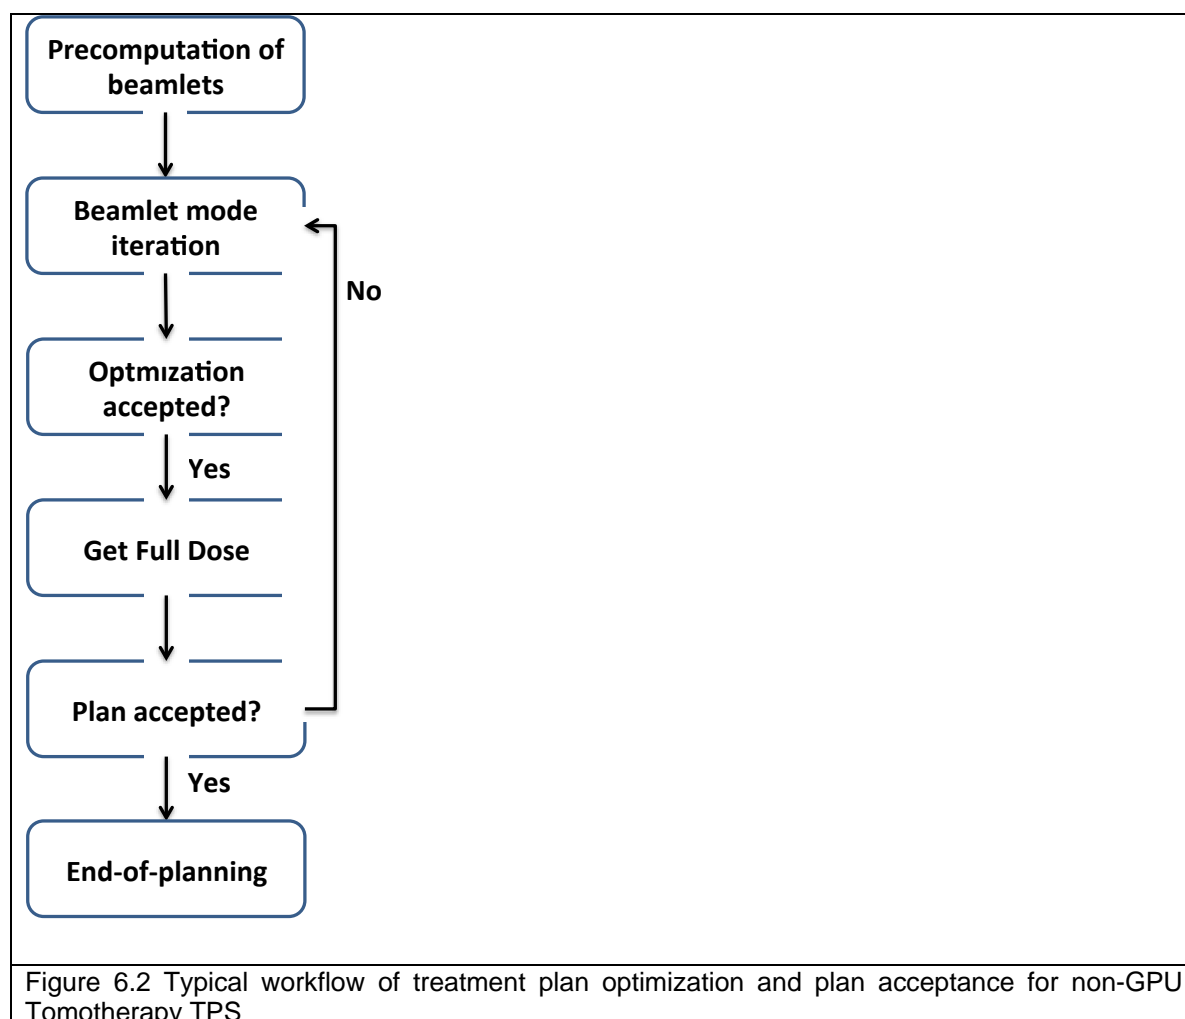 Precomputation of
beamlets
Beamlet mode
iteration
No
Optmızation
accepted?
Yes
Get Full Dose
Plan accepted?
Yes
End-of-planning
Figure 6.2 Typical workflow of treatment plan optimization and plan acceptance for non-GPU
Tomotherapy TPS